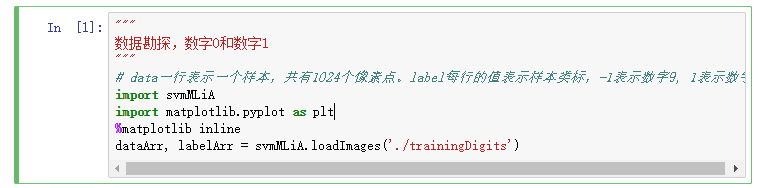 In [1]:
"""
数据勘探，数字0和数字1
"""
# data一行表示一个样本，共有1024个像素点。label每行的值表示样本类标，-1表示数字9，1表示数
import svmMLiA
import matplotlib.pyplot as plt
%matplotlib inline
dataArr, labelArr = svmMLiA.loadImages('./trainingDigits')